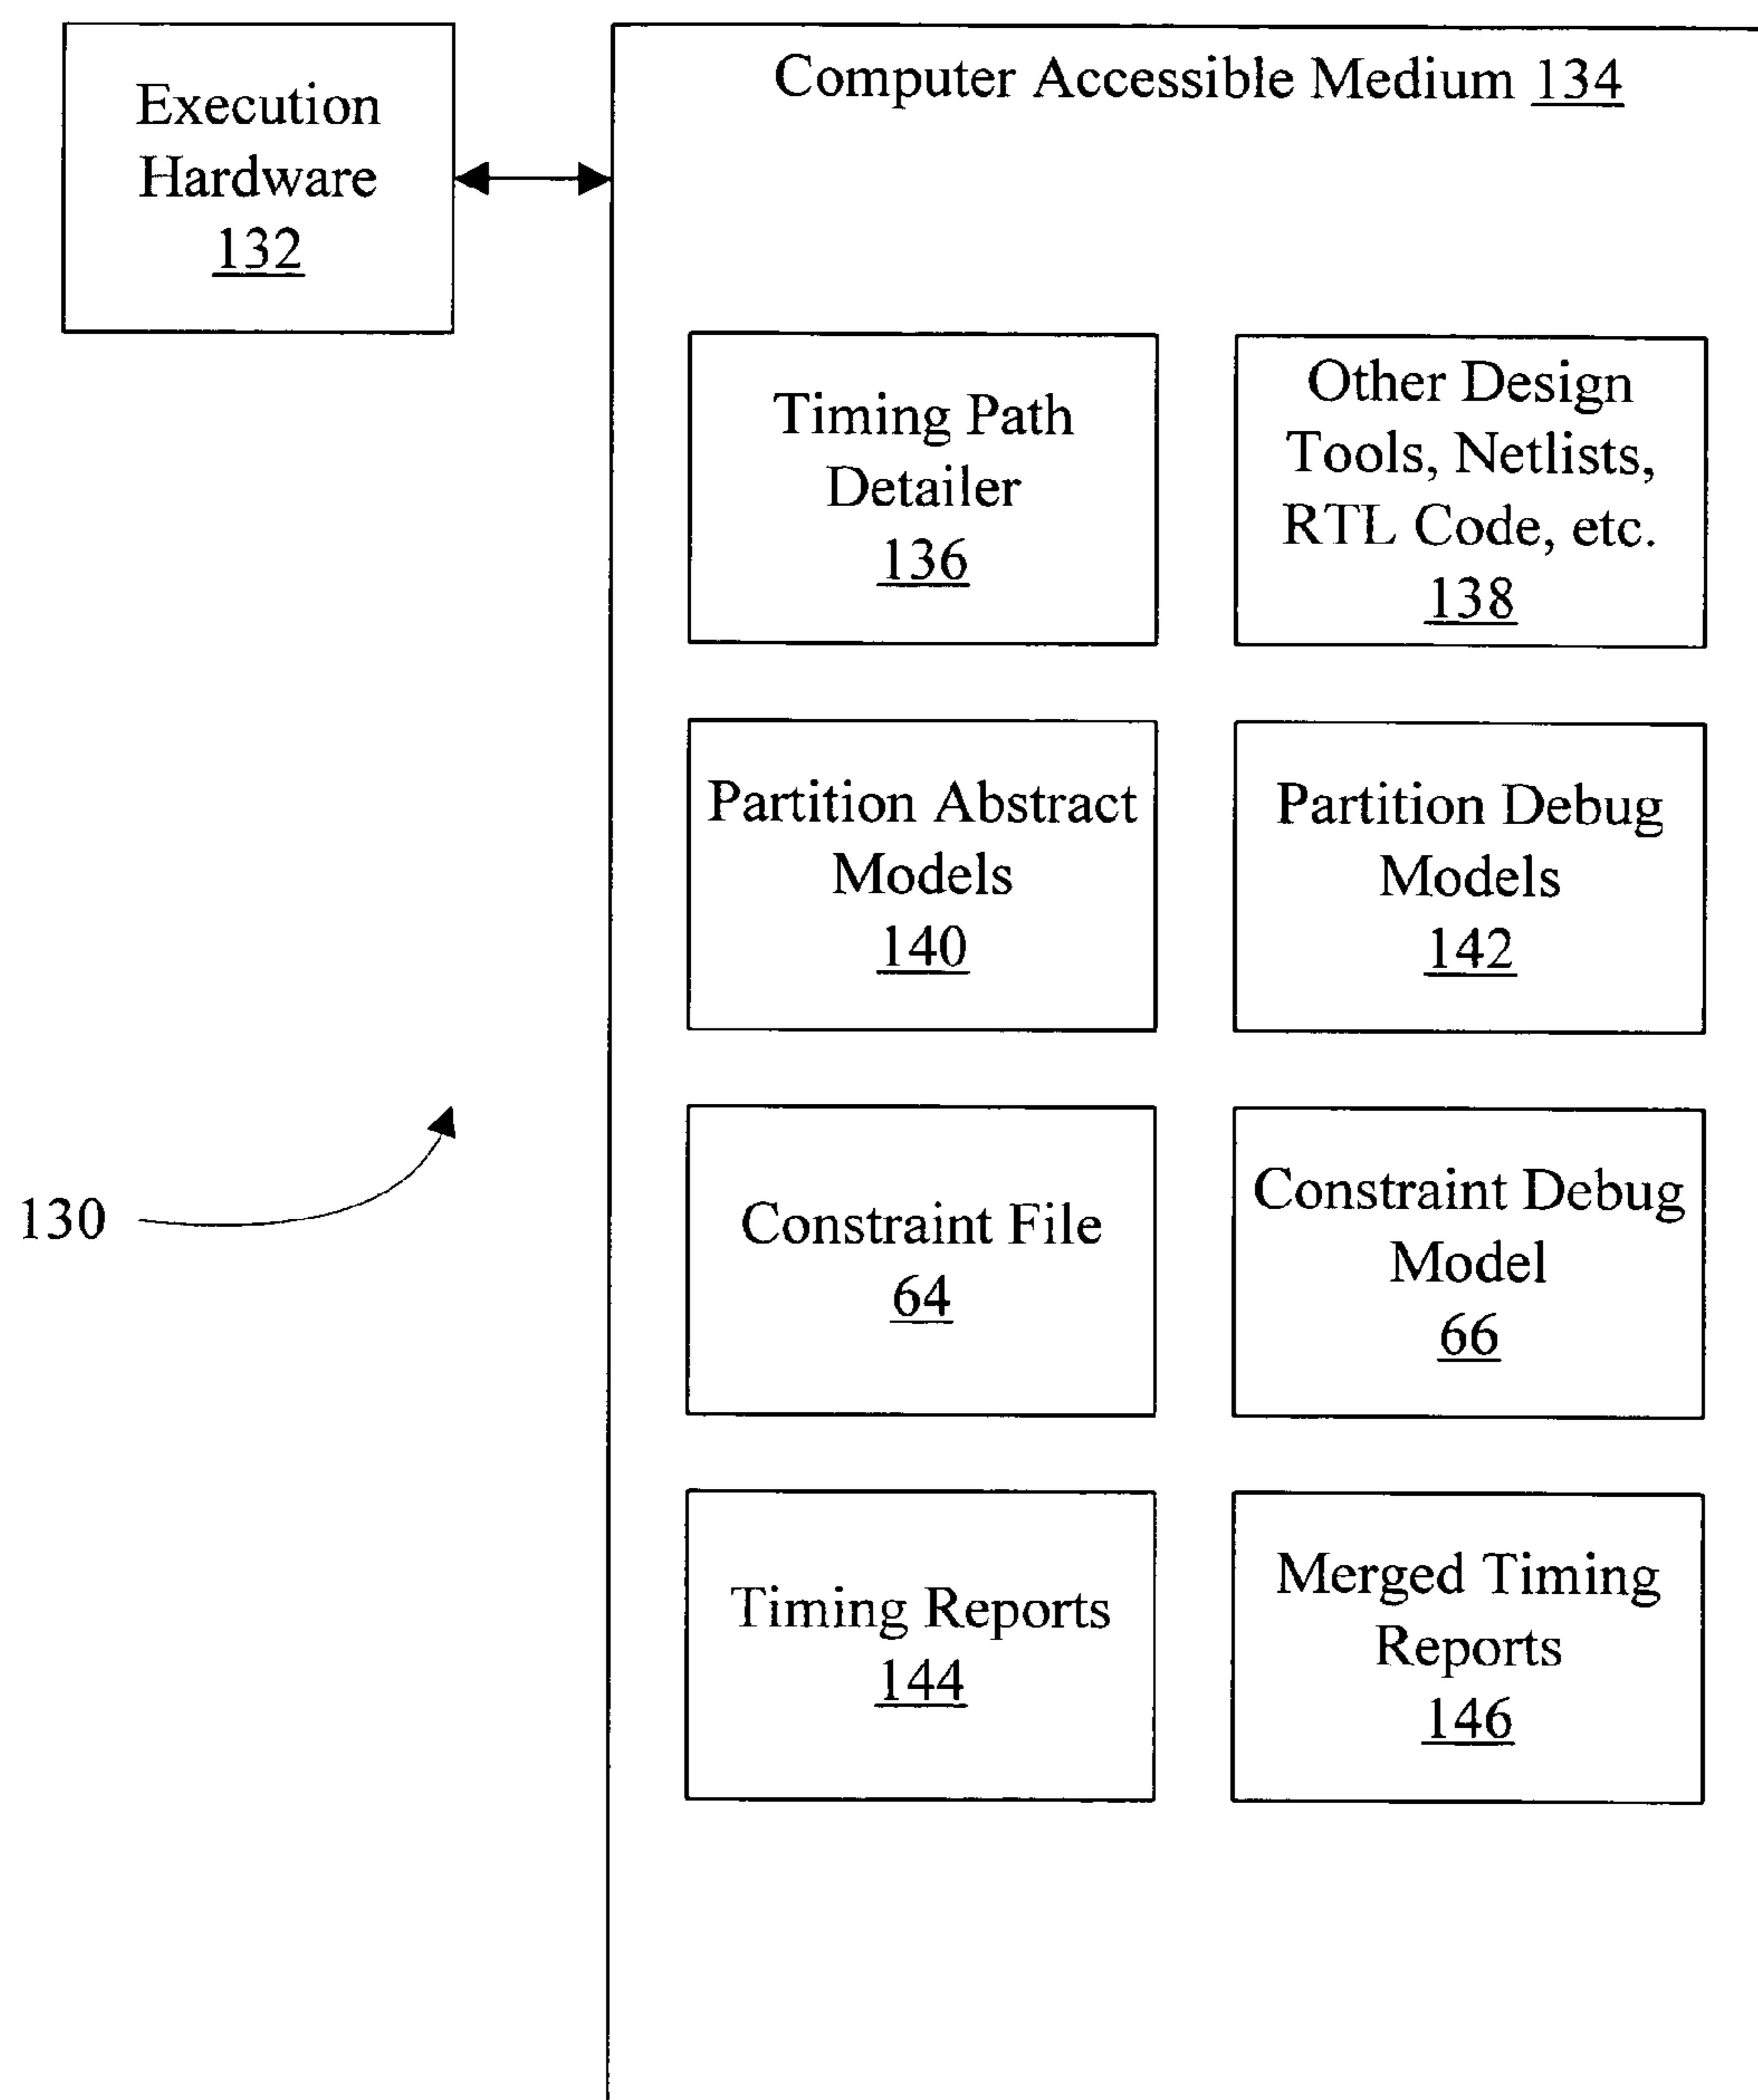 Execution
Hardware
132
Computer Accessible Medium 134
Timing Path
Detailer
136
Other Design
Tools, Netlists,
RTL Code, etc.
138
Partition Abstract
Models
140
Partition Debug
Models
142
130
Constraint File
64
Constraint Debug
Model
66
Timing Reports
144
Merged Timing
Reports
146